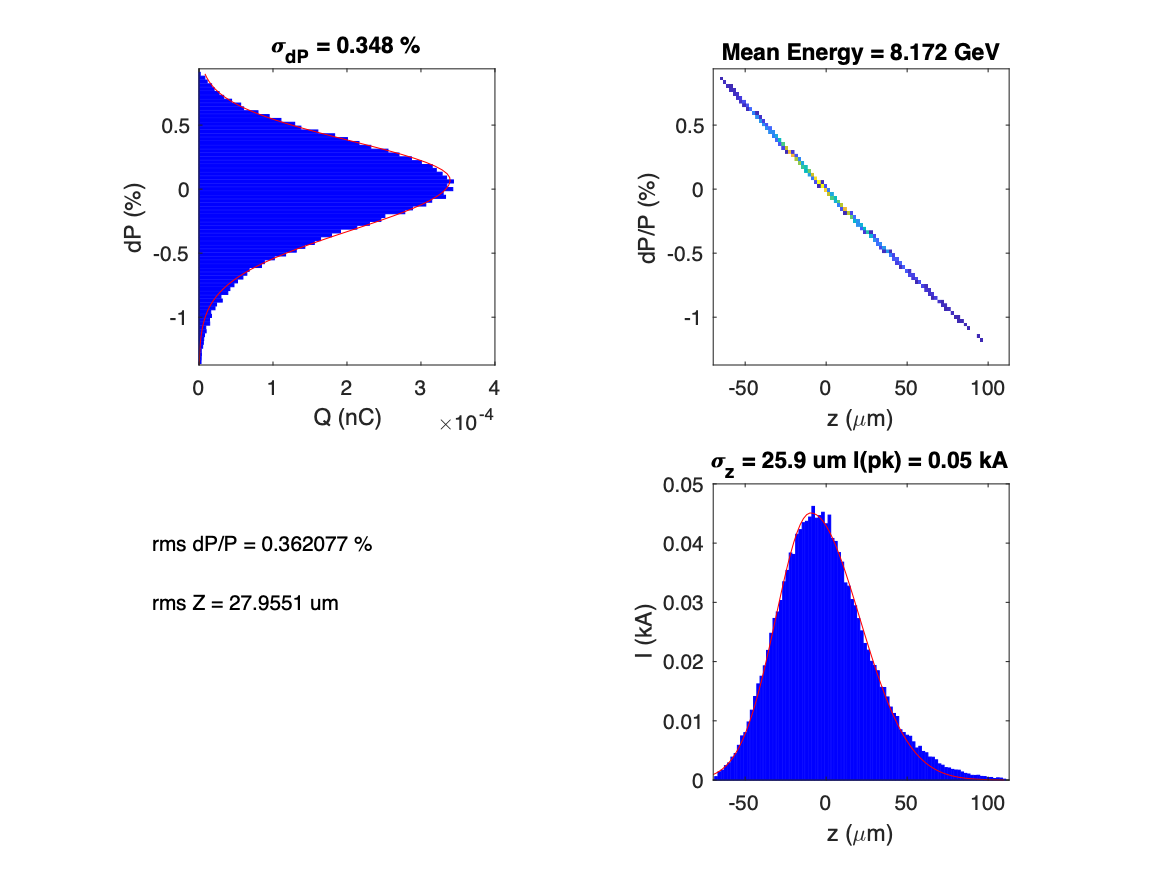 σdP = 0.348 %
0.5
0
-0.5
-1
dP (%)
0 1 2 3 4
Q (nC)
×10-4
Mean Energy = 8.172 GeV
0.5
0
-0.5
-1
dP/P (%)
-50 0 50 100
z (μm)
rms dP/P = 0.362077 %
rms Z = 27.9551 um
σz = 25.9 um I(pk) = 0.05 kA
0.05
0.04
0.03
0.02
0.01
0
I (kA)
-50 0 50 100
z (μm)